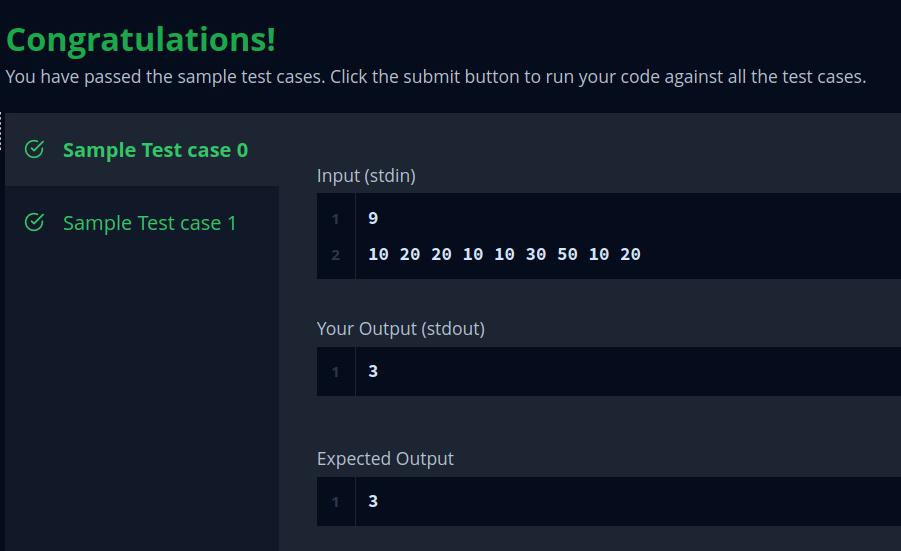 Congratulations!
You have passed the sample test cases. Click the submit button to run your code against all the test cases.
Sample Test case 0
Sample Test case 1
Input (stdin)
1 9
2 10 20 20 10 10 30 50 10 20
Your Output (stdout)
1 3
Expected Output
1 3